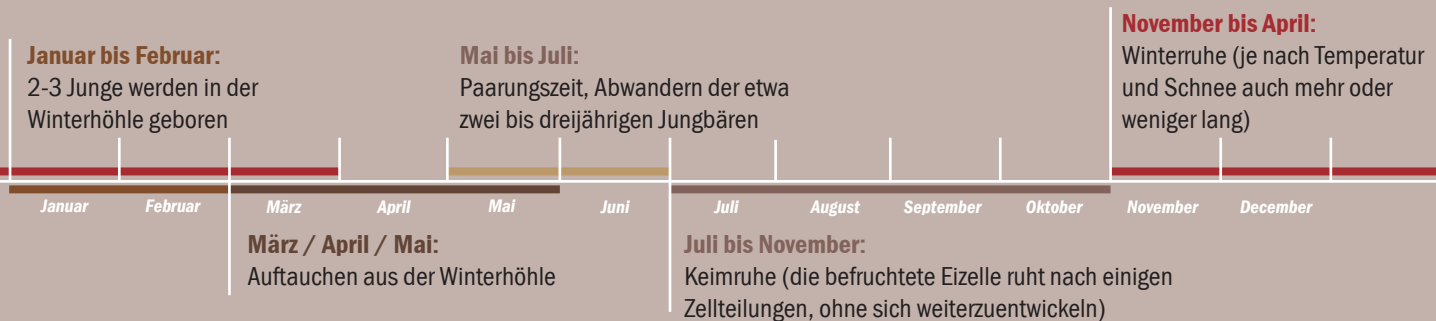 Januar bis Februar:
2-3 Junge werden in der
Winterhöhle geboren
Mai bis Juli:
Paarungszeit, Abwandern der etwa
zwei bis dreijährigen Jungbären
November bis April:
Winterruhe (je nach Temperatur
und Schnee auch mehr oder
weniger lang)
Januar Februar März April Mai Juni Juli August September Oktober November December
März / April / Mai:
Auftauchen aus der Winterhöhle
Juli bis November:
Keimruhe (die befruchtete Eizelle ruht nach einigen
Zellteilungen, ohne sich weiterzuentwickeln)